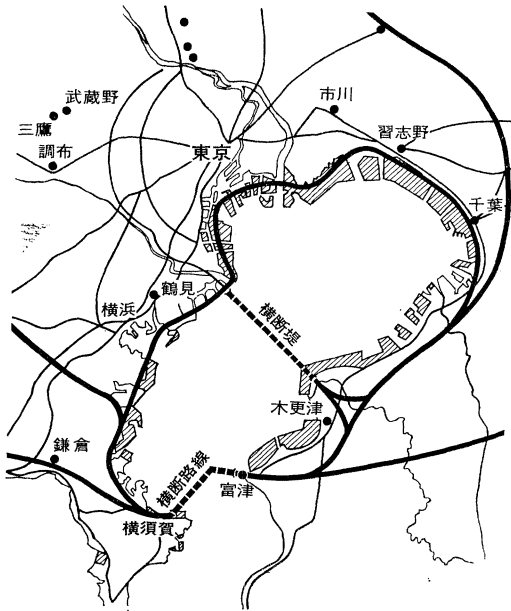 武蔵野
三鷹
調布
東京
市川
習志野
千葉
鶴見
横浜
横断堤
木更津
鎌倉
横断路線
富津
横須賀